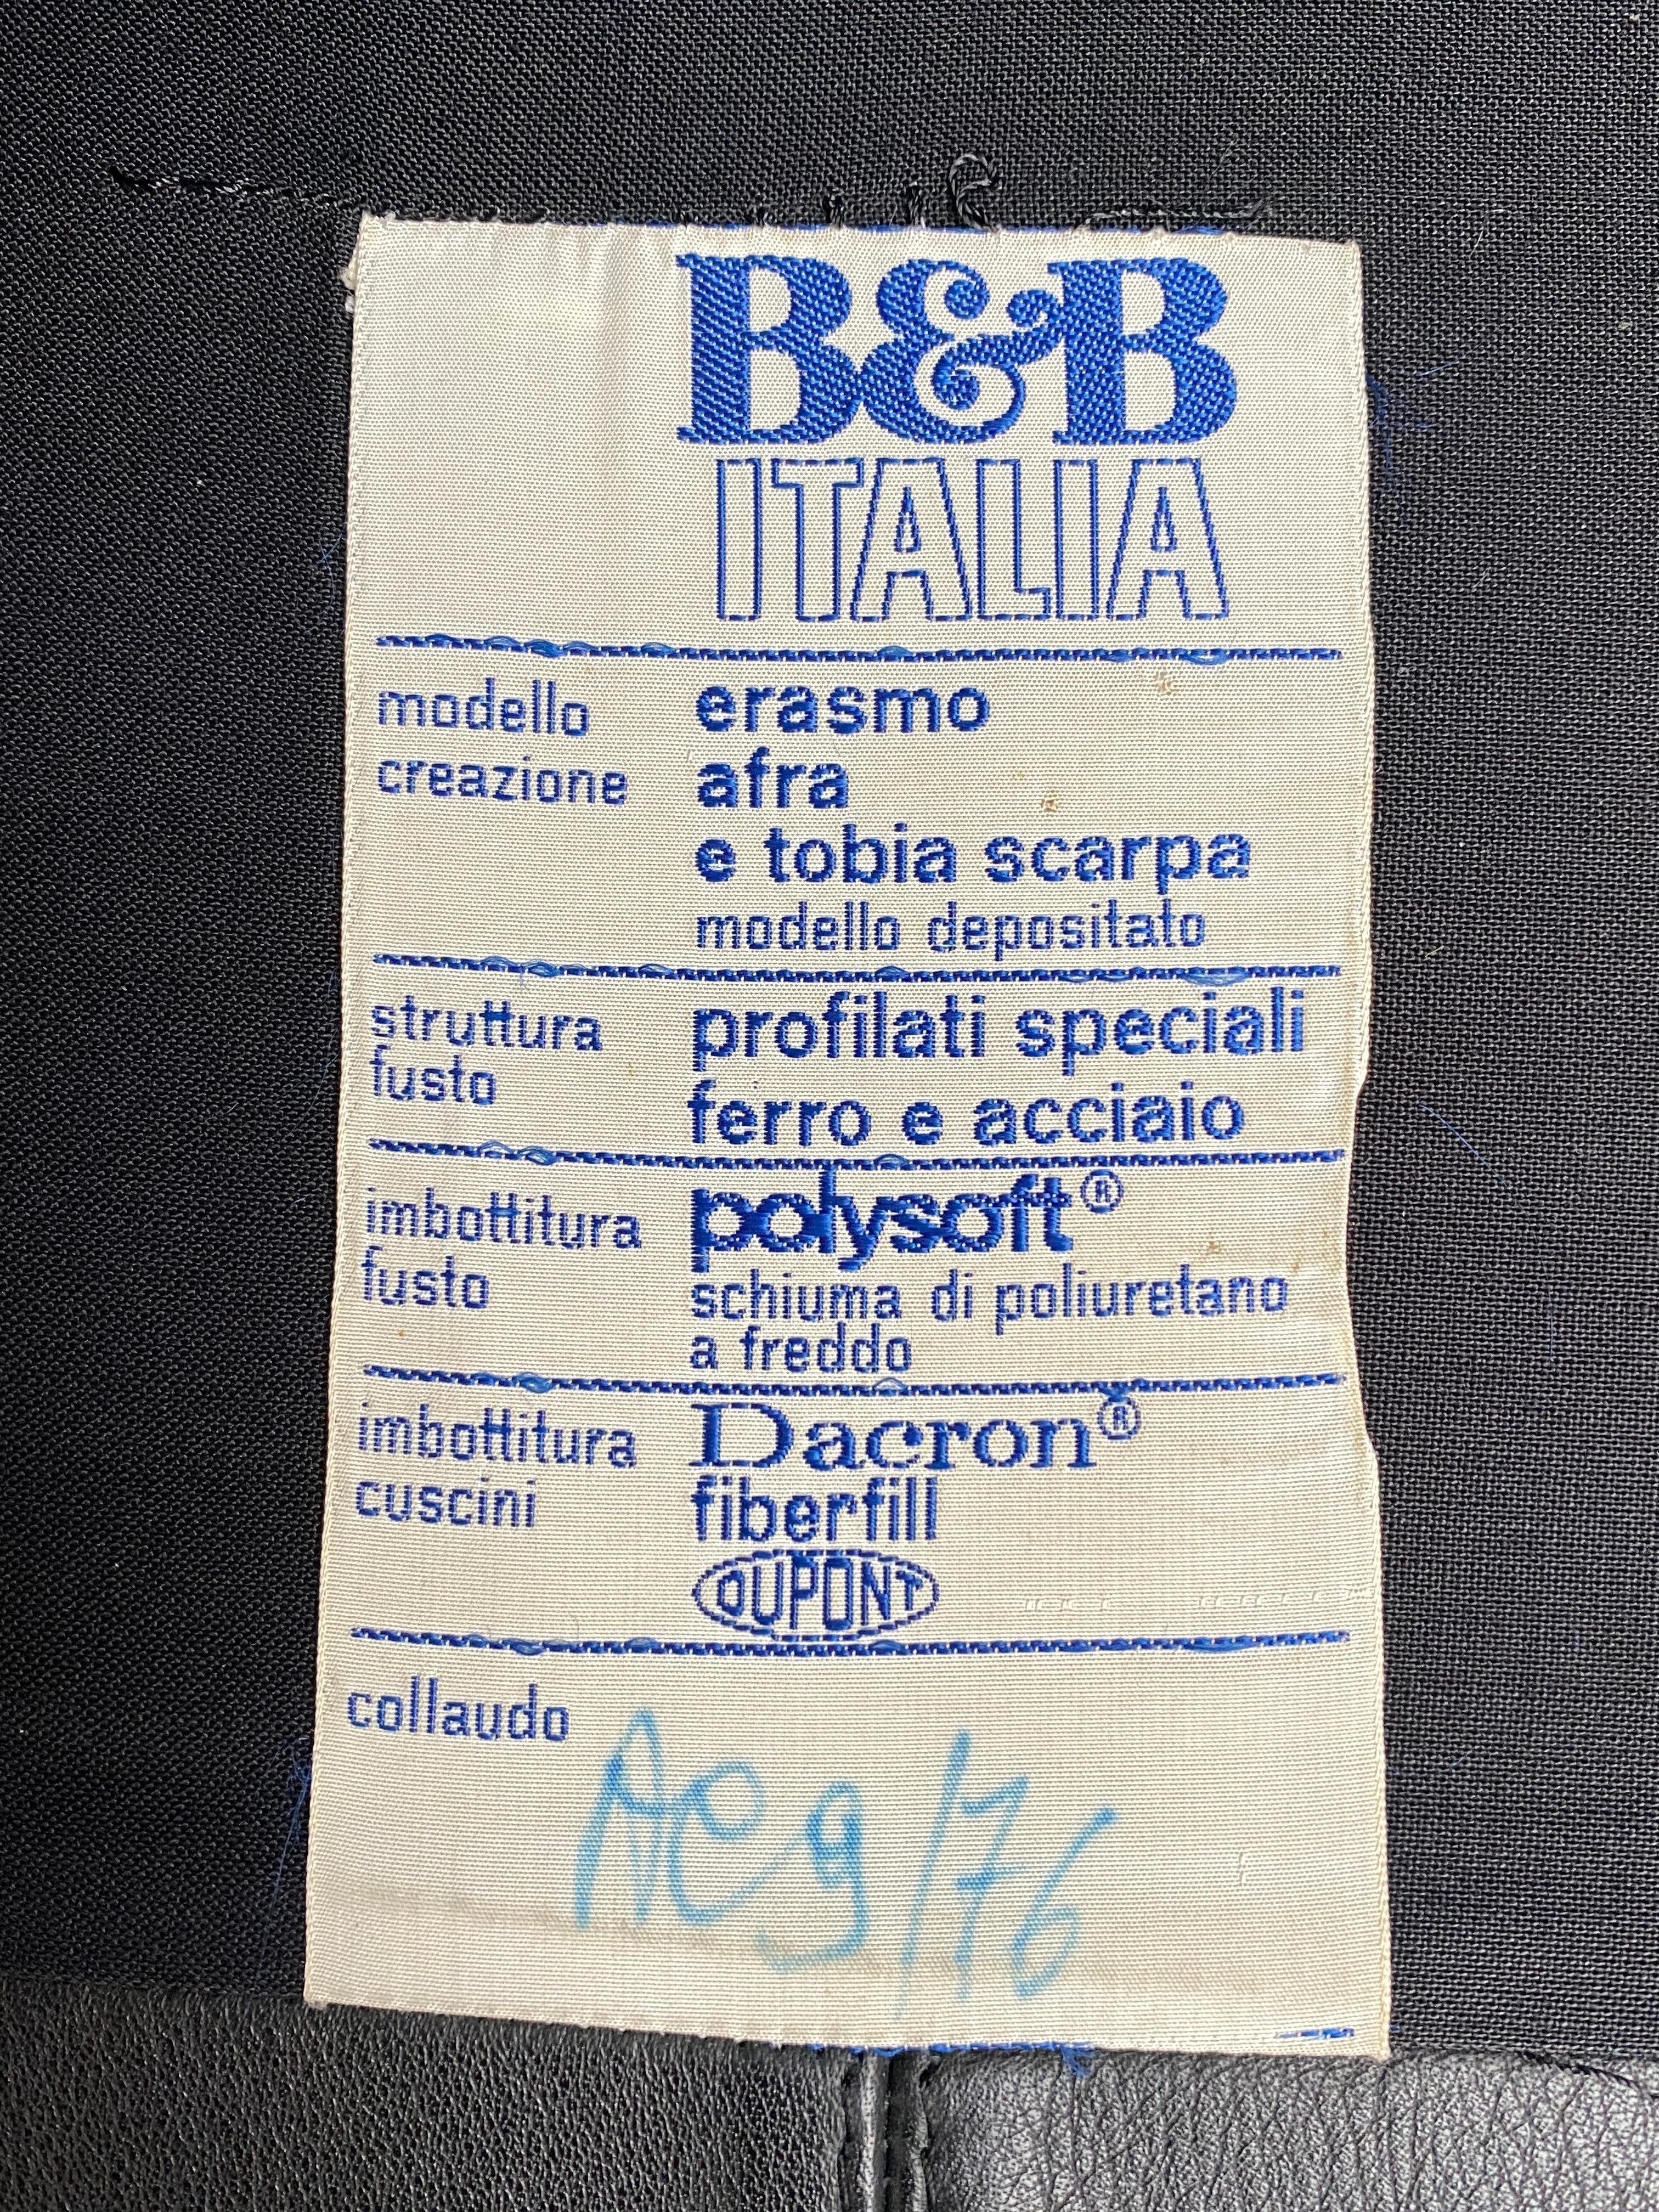 B&B
ITALIA
modello erasmo
creazione afra
e tobia scarpa
modello depositato
struttura profilati speciali
fusto ferro e acciaio
imbottitura polysoft®
fusto schiuma di poliuretano
a freddo
imbottitura Dacron®
cuscini fiberfill
DUPONT
collaudo
9/76